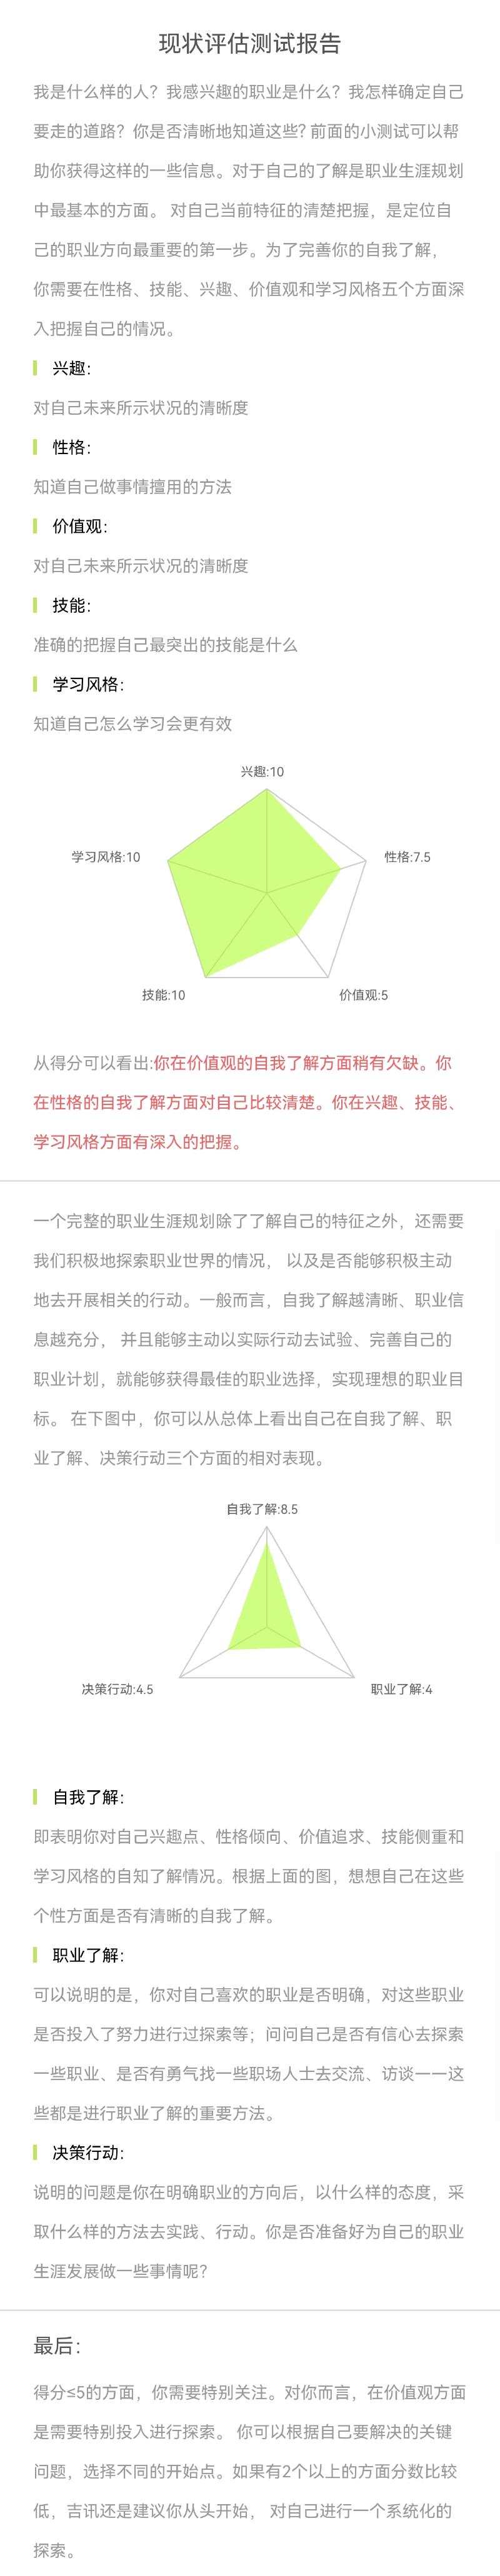 现状评估测试报告
我是什么样的人？我感兴趣的职业是什么？我怎样确定自己
要走的道路？你是否清晰地知道这些? 前面的小测试可以帮
助你获得这样的一些信息。对于自己的了解是职业生涯规划
中最基本的方面。 对自己当前特征的清楚把握，是定位自
己的职业方向最重要的第一步。为了完善你的自我了解，
你需要在性格、技能、兴趣、价值观和学习风格五个方面深
入把握自己的情况。
兴趣：
对自己未来所示状况的清晰度
性格：
知道自己做事情擅用的方法
价值观：
对自己未来所示状况的清晰度
技能：
准确的把握自己最突出的技能是什么
学习风格：
知道自己怎么学习会更有效
兴趣:10
学习风格:10
性格:7.5
技能:10
价值观:5
从得分可以看出:你在价值观的自我了解方面稍有欠缺。你
在性格的自我了解方面对自己比较清楚。你在兴趣、技能、
学习风格方面有深入的把握。
一个完整的职业生涯规划除了了解自己的特征之外，还需要
我们积极地探索职业世界的情况， 以及是否能够积极主动
地去开展相关的行动。一般而言，自我了解越清晰、职业信
息越充分， 并且能够主动以实际行动去试验、完善自己的
职业计划，就能够获得最佳的职业选择，实现理想的职业目
标。 在下图中，你可以从总体上看出自己在自我了解、职
业了解、决策行动三个方面的相对表现。
自我了解:8.5
决策行动:4.5
职业了解:4
自我了解：
即表明你对自己兴趣点、性格倾向、价值追求、技能侧重和
学习风格的自知了解情况。根据上面的图，想想自己在这些
个性方面是否有清晰的自我了解。
职业了解：
可以说明的是，你对自己喜欢的职业是否明确，对这些职业
是否投入了努力进行过探索等；问问自己是否有信心去探索
一些职业、是否有勇气找一些职场人士去交流、访谈一一这
些都是进行职业了解的重要方法。
决策行动：
说明的问题是你在明确职业的方向后，以什么样的态度，采
取什么样的方法去实践、行动。你是否准备好为自己的职业
生涯发展做一些事情呢？
最后：
得分≤5的方面，你需要特别关注。对你而言，在价值观方面
是需要特别投入进行探索。 你可以根据自己要解决的关键
问题，选择不同的开始点。如果有2个以上的方面分数比较
低，吉讯还是建议你从头开始， 对自己进行一个系统化的
探索。